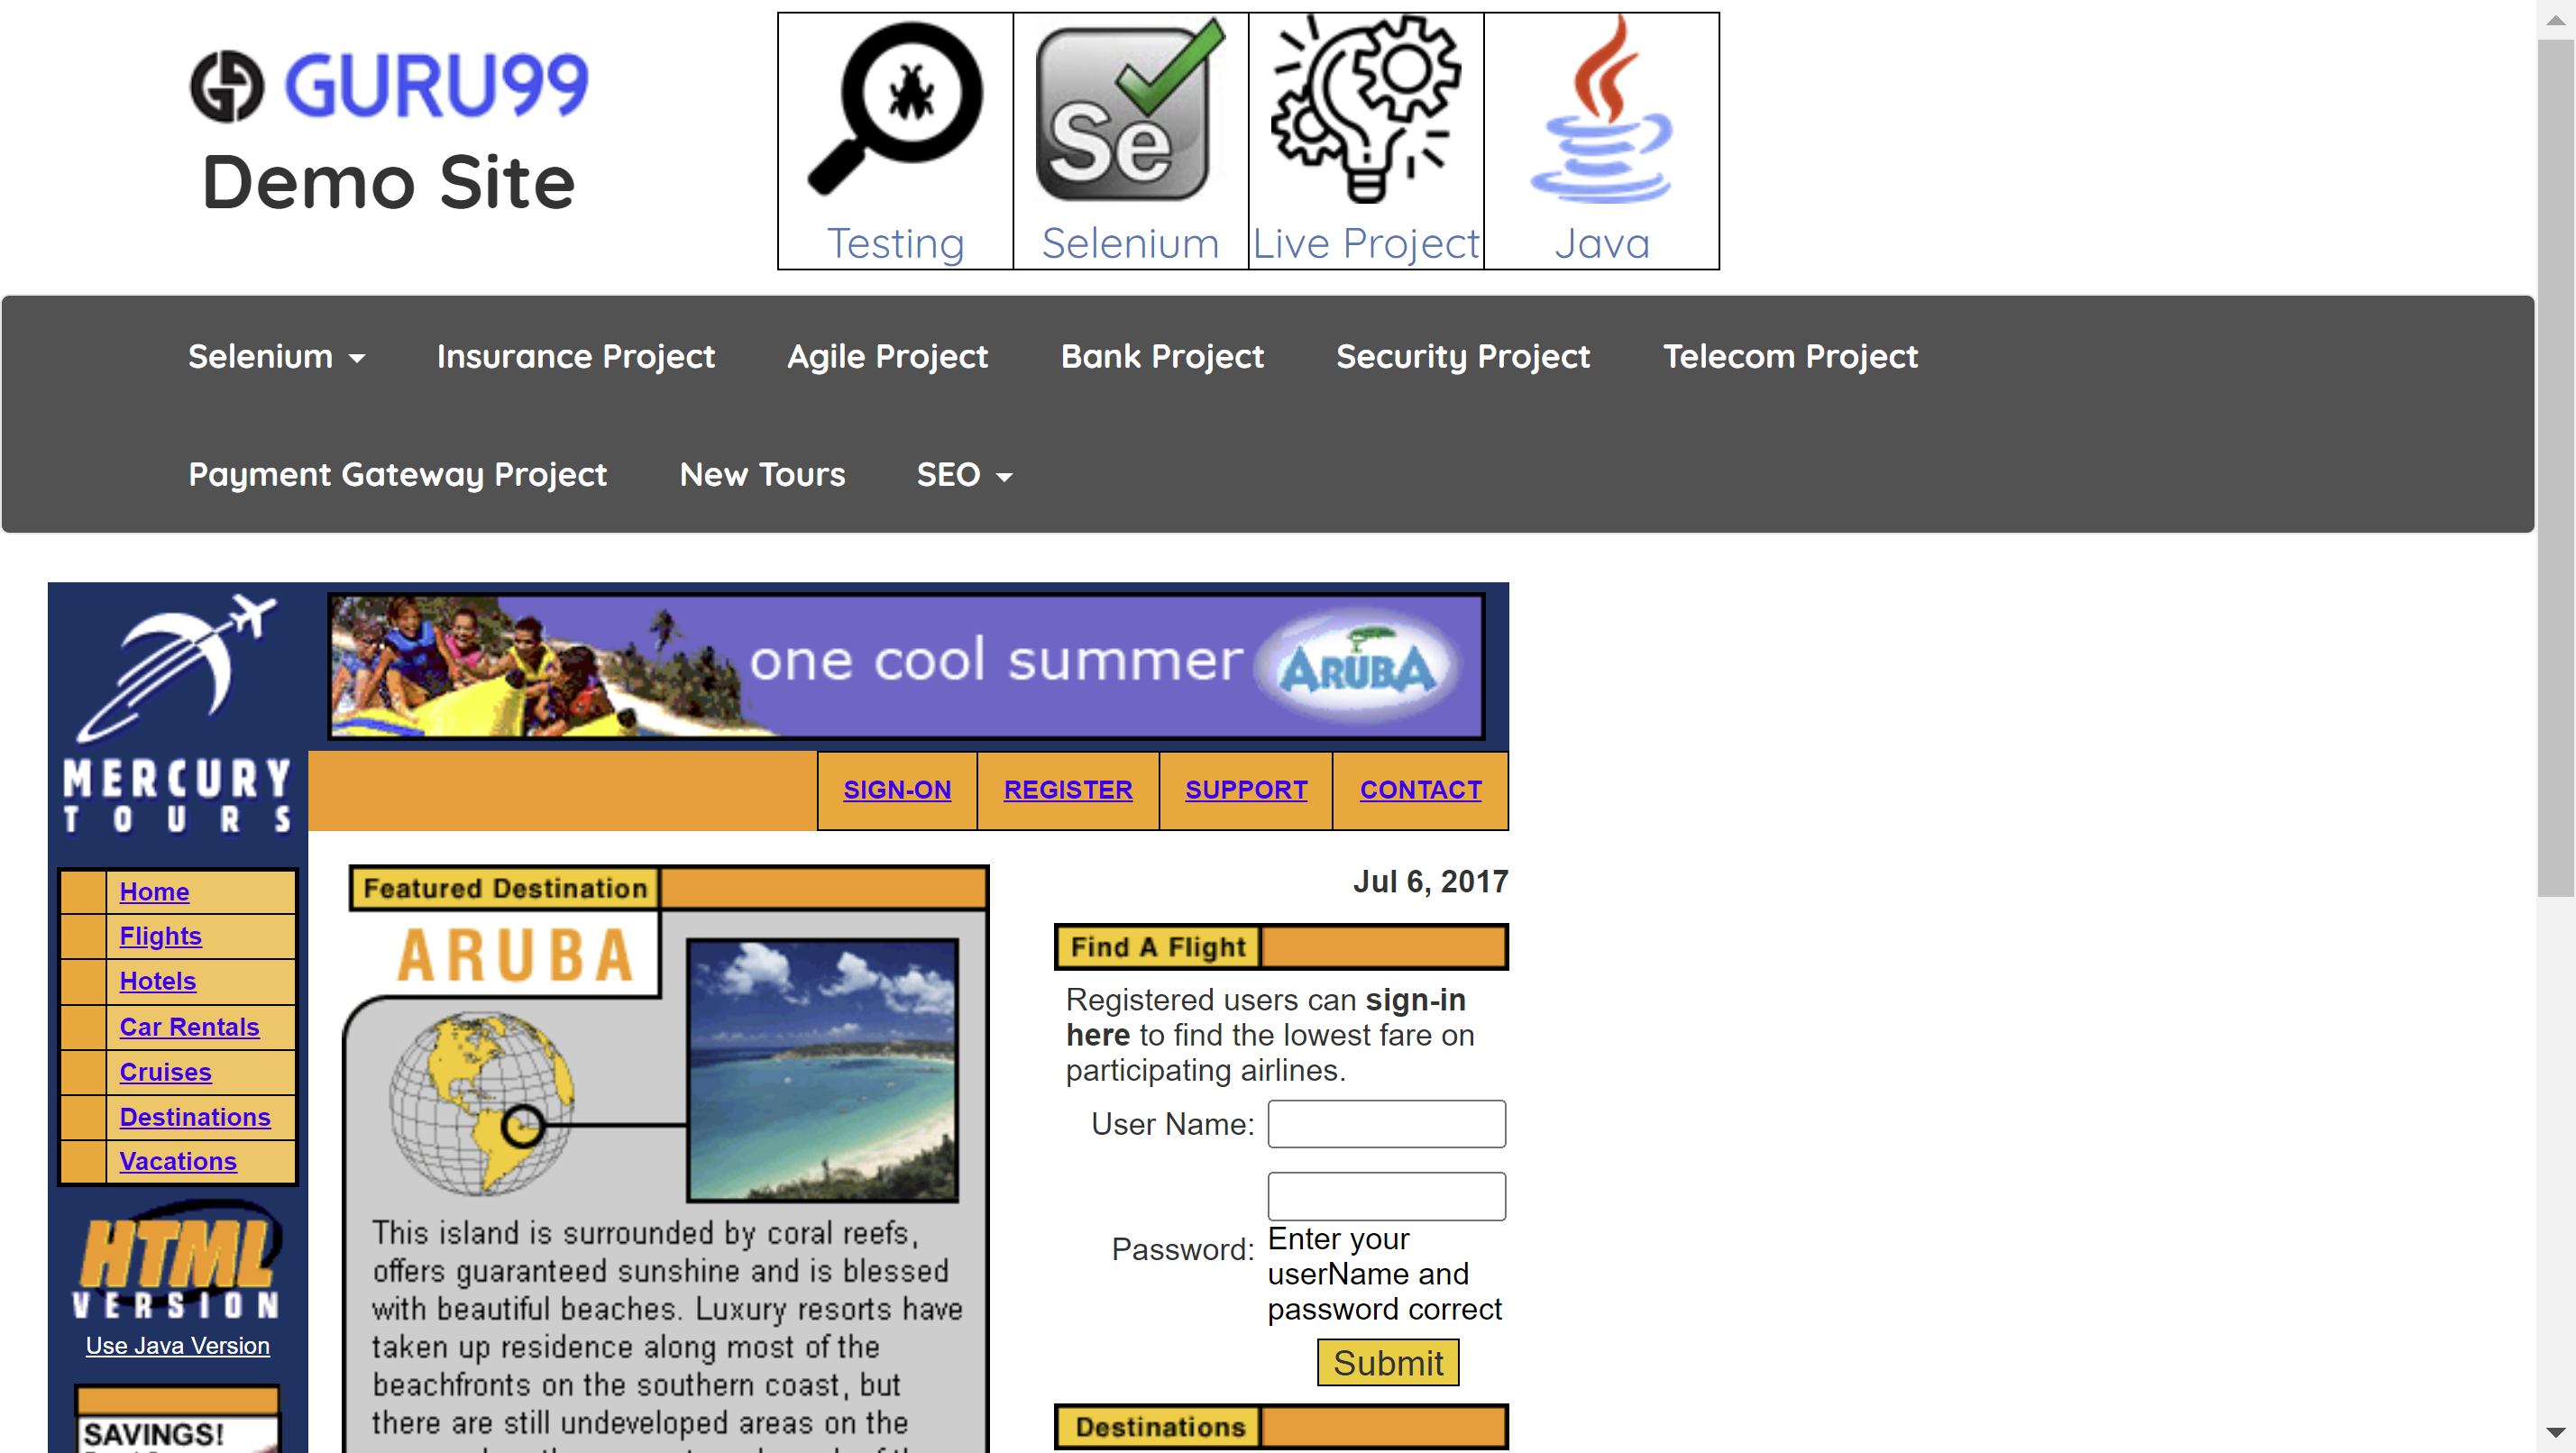 GURU99
Demo Site
Se
Testing
Selenium
Live Project
Java
Selenium
Insurance Project
Agile Project
Bank Project
Security Project
Telecom Project
Payment Gateway Project
New Tours
SEO
MERCURY
TOURS
one cool summer
ARUBA
SIGN-ON
REGISTER
SUPPORT
CONTACT
Home
Flights
Hotels
Car Rentals
Cruises
Destinations
Vacations
HTML
VERSION
Use Java Version
SAVINGS!
Featured Destination
ARUBA
This island is surrounded by coral reefs,
offers guaranteed sunshine and is blessed
with beautiful beaches. Luxury resorts have
taken up residence along most of the
beachfronts on the southern coast, but
there are still undeveloped areas on the
Jul 6, 2017
Find A Flight
Registered users can sign-in
here to find the lowest fare on
participating airlines.
User Name:
Password:
Enter your
userName and
password correct
Submit
Destinations